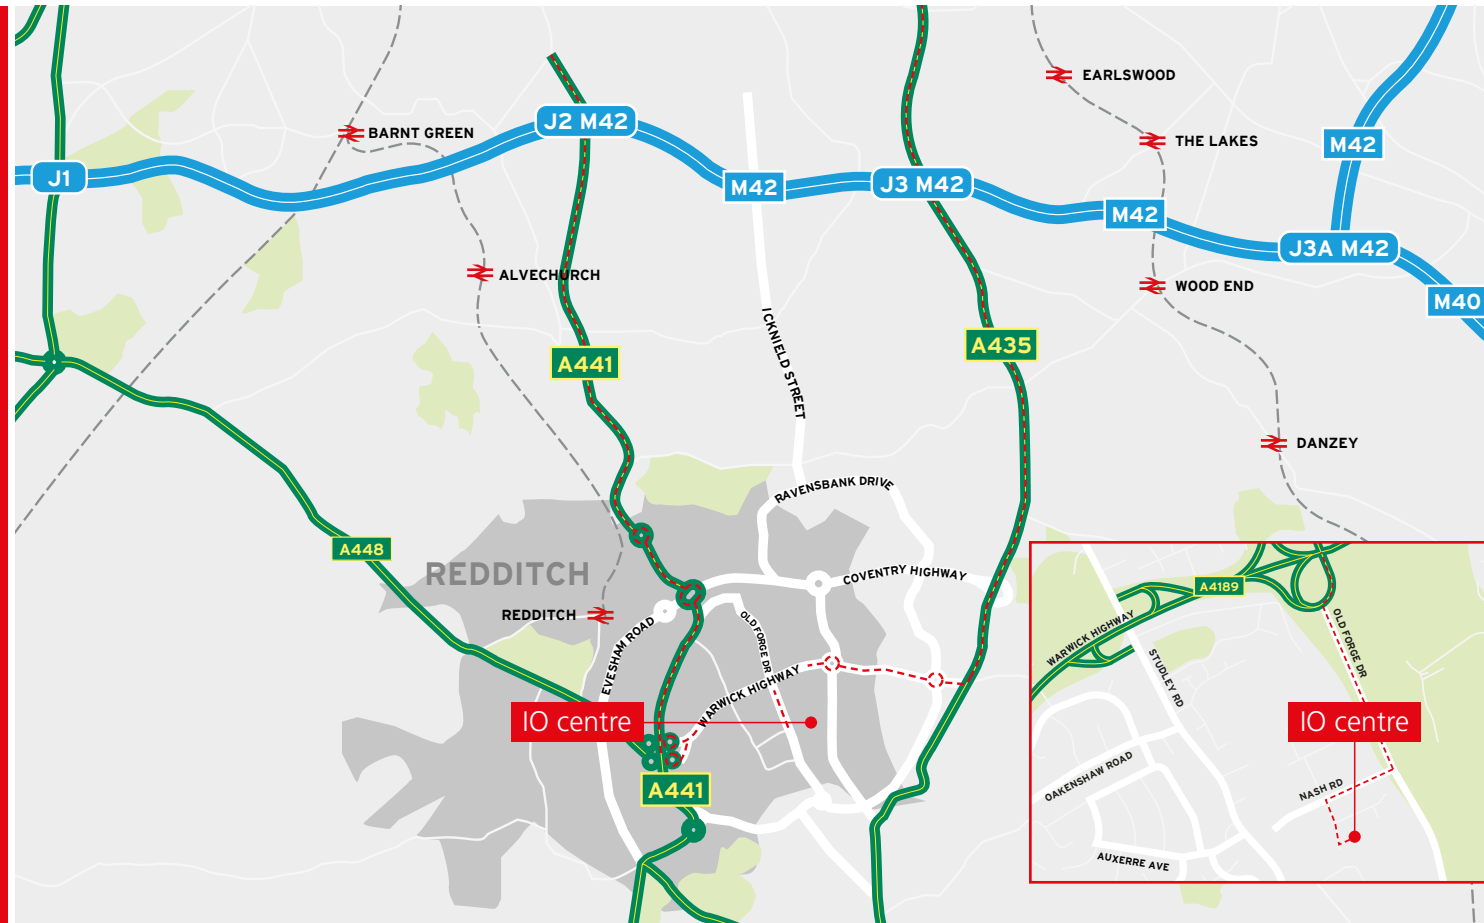 EARLSWOOD
BARNT GREEN
J2 M42
THE LAKES
M42
J1
M42
J3 M42
M42
J3A M42
ALVECHURCH
WOOD END
M40
ICKNIELD STREET
A441
A435
DANZEY
RAVENSBANK DRIVE
A448
REDDITCH
COVENTRY HIGHWAY
REDDITCH
EVESHAM ROAD
OLD FORGE DR
WARWICK HIGHWAY
IO centre
A441
A4189
WARWICK HIGHWAY
OLD FORGE DR
STUDLEY RD
IO centre
OAKENSHAW ROAD
NASH RD
AUXERRE AVE